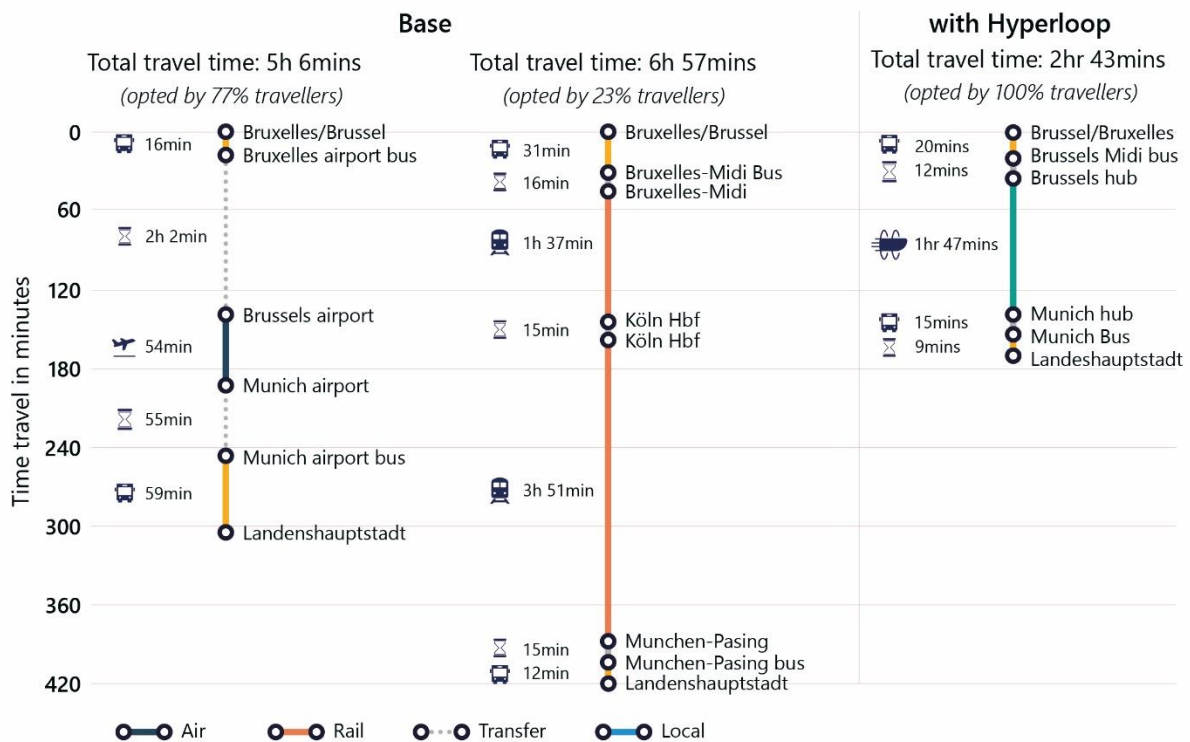 Base
Total travel time: 5h 6mins
(opted by 77% travellers)
Total travel time: 6h 57mins
(opted by 23% travellers)
with Hyperloop
Total travel time: 2hr 43mins
(opted by 100% travellers)
Time travel in minutes
0
60
120
180
240
300
360
420
16min
2h 2min
54min
55min
59min
Bruxelles/Brussel
Bruxelles airport bus
Brussels airport
Munich airport
Munich airport bus
Landenshauptstadt
31min
16min
1h 37min
15min
3h 51min
15min
12min
Bruxelles/Brussel
Bruxelles-Midi Bus
Bruxelles-Midi
Köln Hbf
Köln Hbf
Munchen-Pasing
Munchen-Pasing bus
Landenshauptstadt
20mins
12mins
1hr 47mins
15mins
9mins
Brussel/Bruxelles
Brussels Midi bus
Brussels hub
Munich hub
Munich Bus
Landeshauptstadt
Air
Rail
Transfer
Local